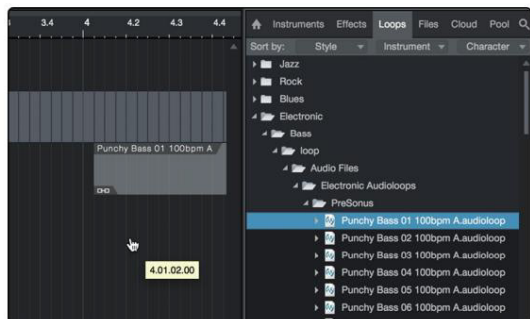 3.4 4 4.2 4.3 4.4
Punchy Bass 01 100bpm A
4.01.02.00
Instruments Effects Loops Files Cloud Pool
Sort by: Style Instrument Character
Jazz
Rock
Blues
Electronic
Bass
loop
Audio Files
Electronic Audioloops
PreSonus
Punchy Bass 01 100bpm A.audioloop
Punchy Bass 02 100bpm A.audioloop
Punchy Bass 03 100bpm A.audioloop
Punchy Bass 04 100bpm A.audioloop
Punchy Bass 05 100bpm A.audioloop
Punchy Bass 06 100bpm A.audioloop